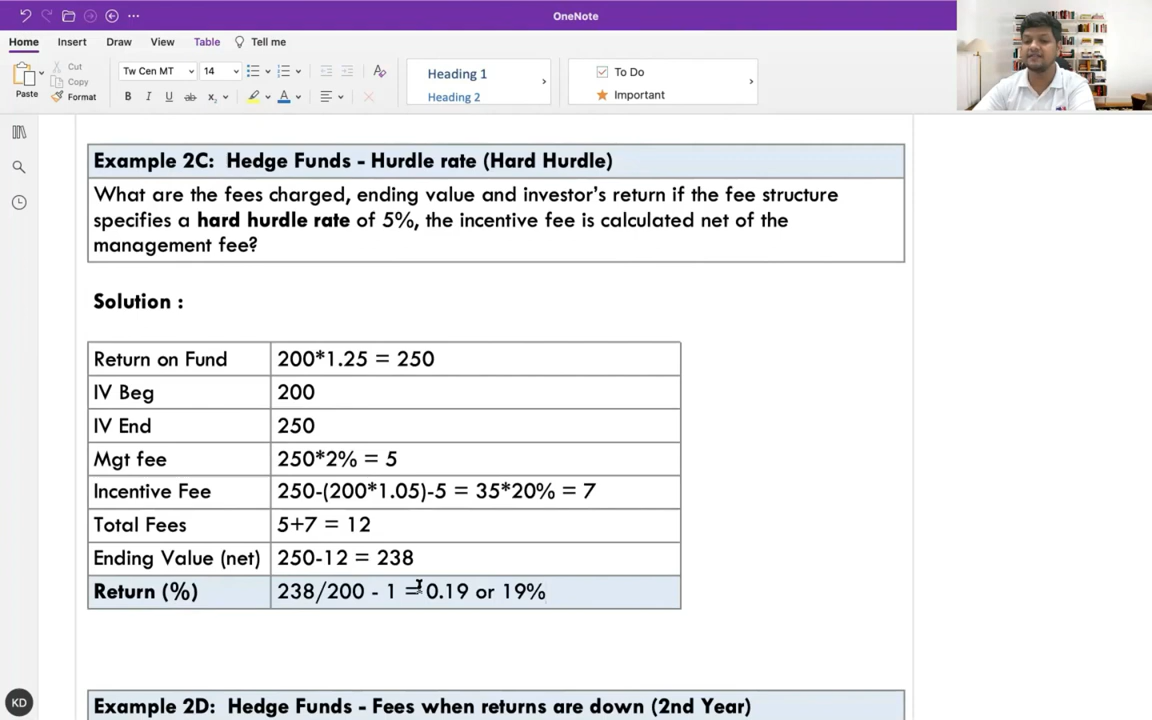 OneNote
Home Insert Draw View Table Tell me
Paste
Cut
Copy
Format
Tw Cen MT 14
B I U ab X₂ A
Heading 1
Heading 2
To Do
Important
Example 2C: Hedge Funds - Hurdle rate (Hard Hurdle)
What are the fees charged, ending value and investor's return if the fee structure
specifies a hard hurdle rate of 5%, the incentive fee is calculated net of the
management fee?
Solution :
Return on Fund 200*1.25 = 250
IV Beg 200
IV End 250
Mgt fee 250*2% = 5
Incentive Fee 250-(200*1.05)-5 = 35*20% = 7
Total Fees 5+7 = 12
Ending Value (net) 250-12 = 238
Return (%) 238/200 - 1 = 0.19 or 19%
KD
Example 2D: Hedge Funds - Fees when returns are down (2nd Year)